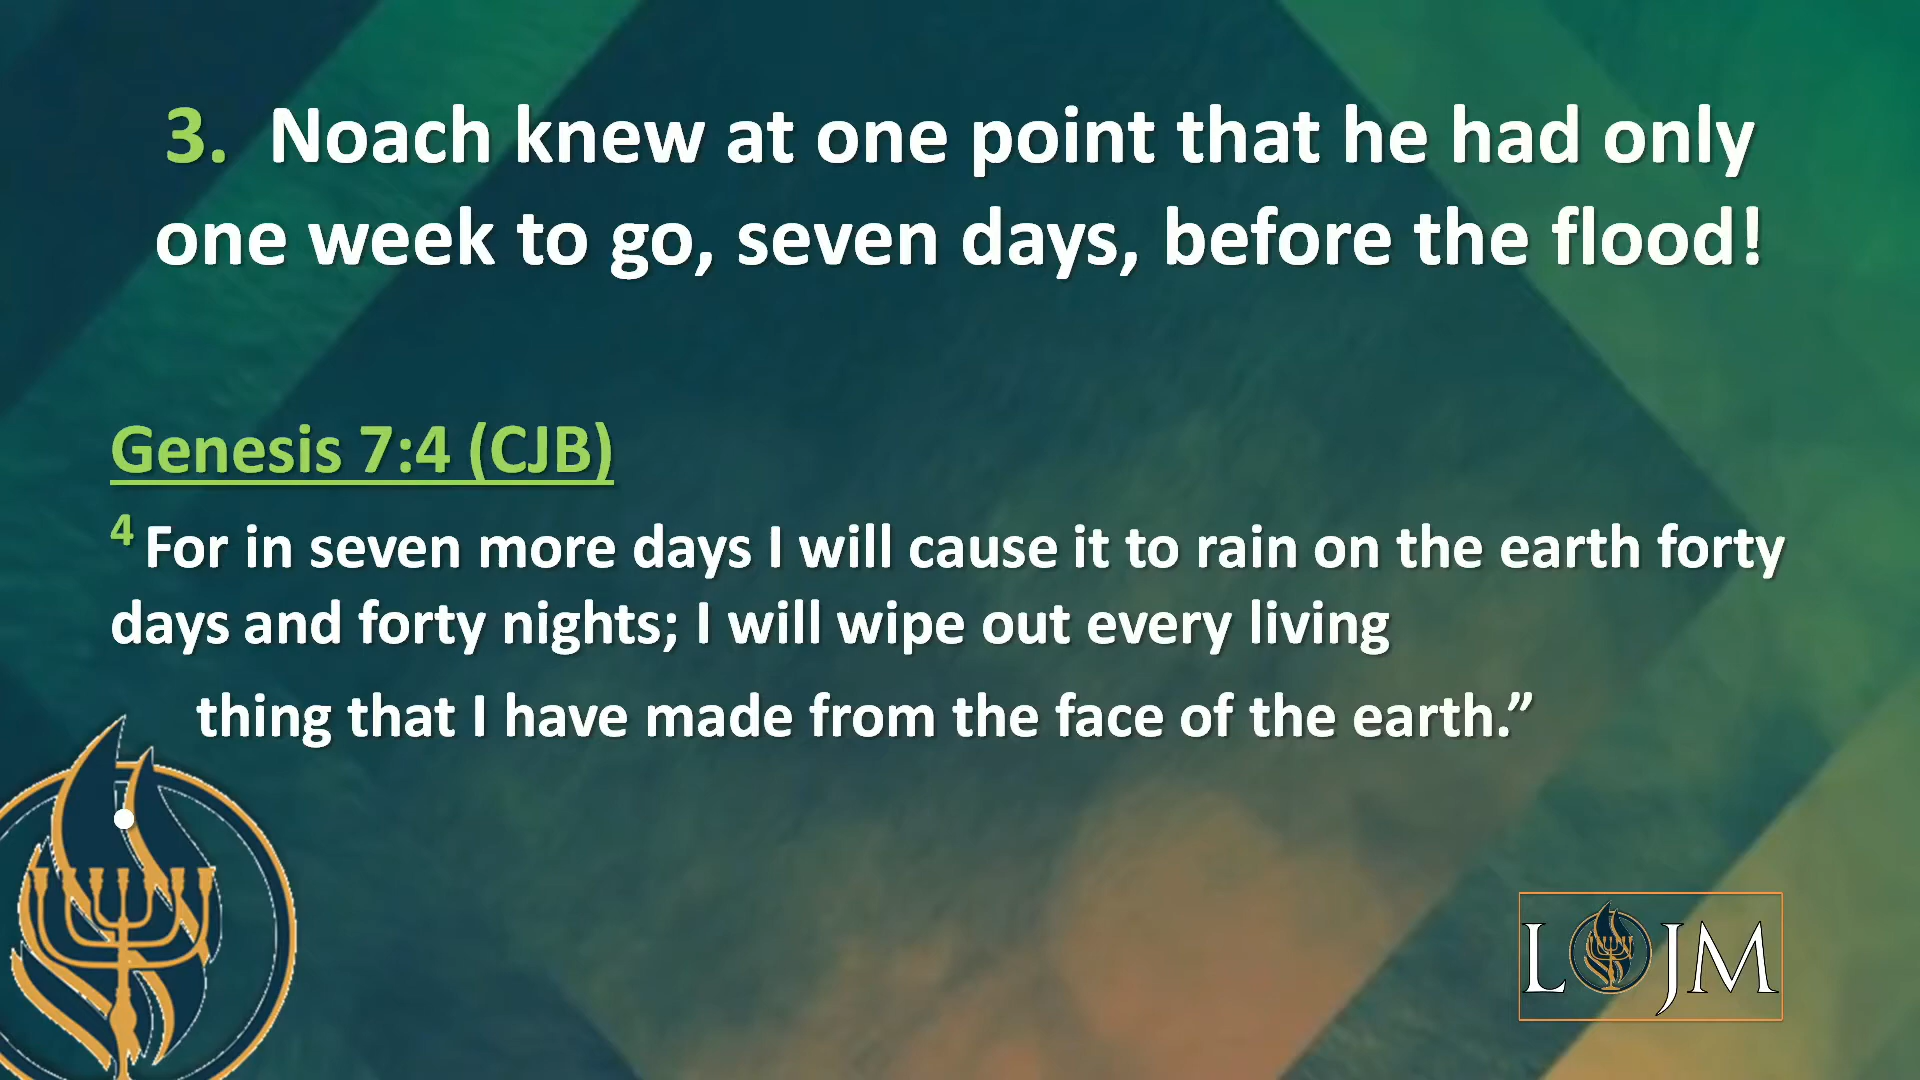 3. Noach knew at one point that he had only
one week to go, seven days, before the flood!
Genesis 7:4 (CJB)
4 For in seven more days I will cause it to rain on the earth forty
days and forty nights; I will wipe out every living
thing that I have made from the face of the earth.”
LOJM